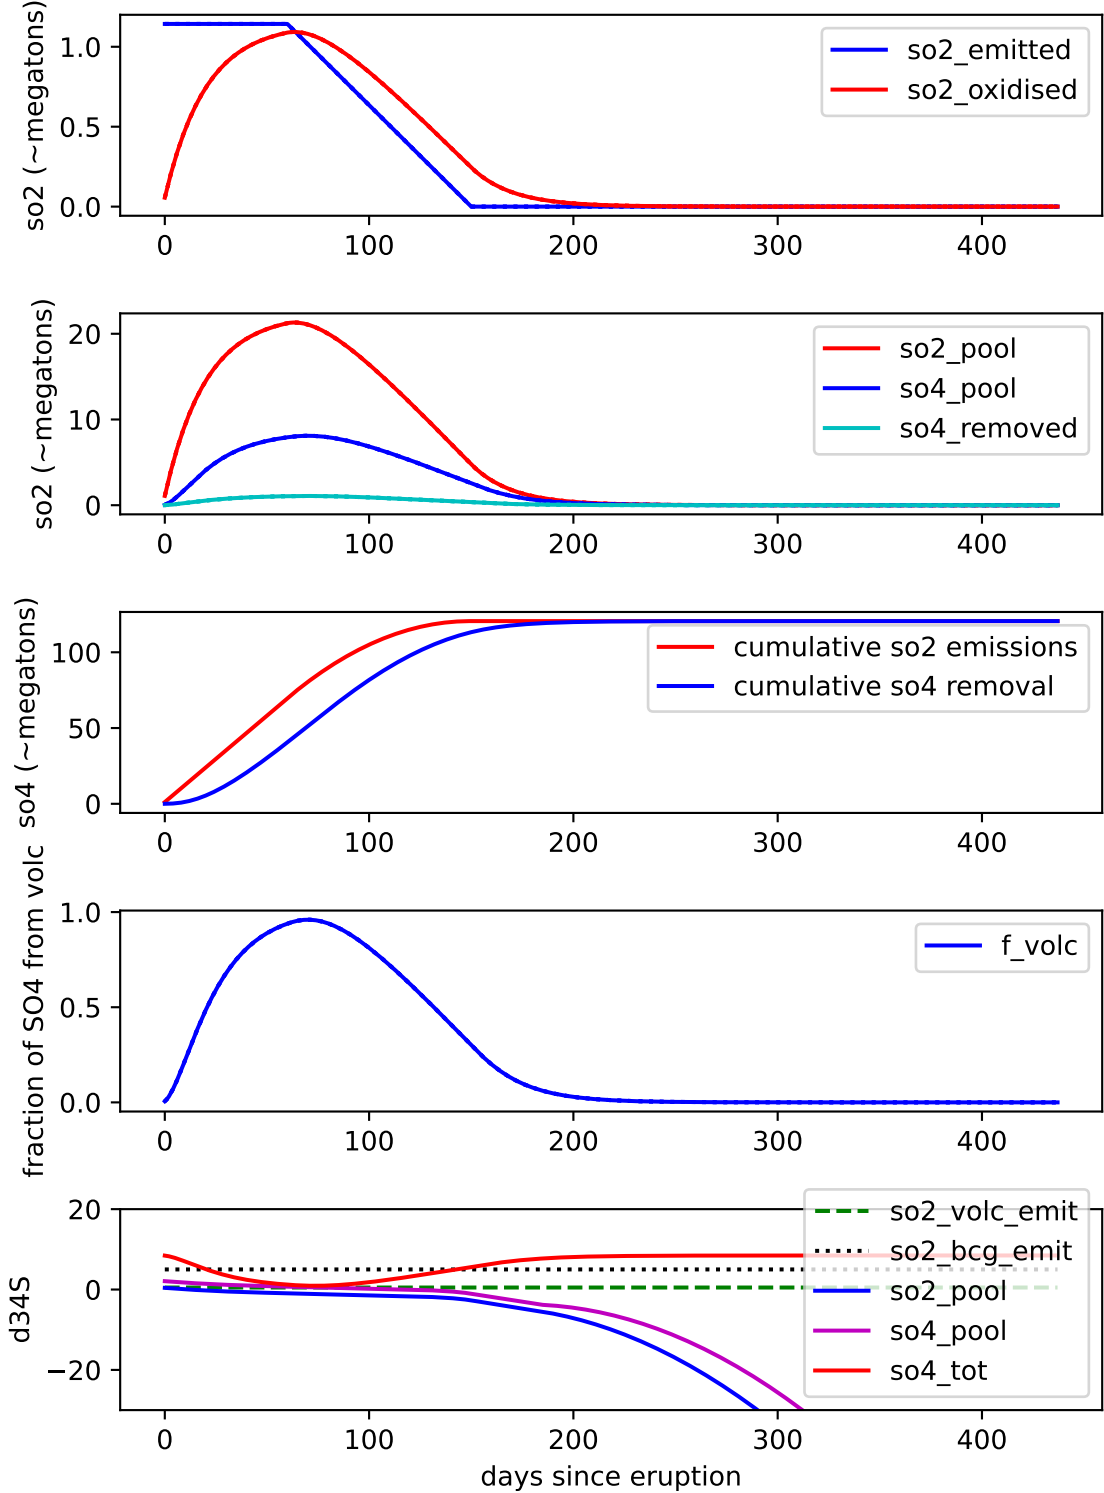 so2 (~megatons)
1.0
0.5
0.0
so2_emitted
so2_oxidised
0 100 200 300 400
so2 (~megatons)
20
10
0
so2_pool
so4_pool
so4_removed
0 100 200 300 400
so4 (~megatons)
100
50
0
cumulative so2 emissions
cumulative so4 removal
0 100 200 300 400
fraction of SO4 from volc
1.0
0.5
0.0
f_volc
0 100 200 300 400
d34S
20
0
−20
so2_volc_emit
so2_bcg_emit
so2_pool
so4_pool
so4_tot
0 100 200 300 400
days since eruption